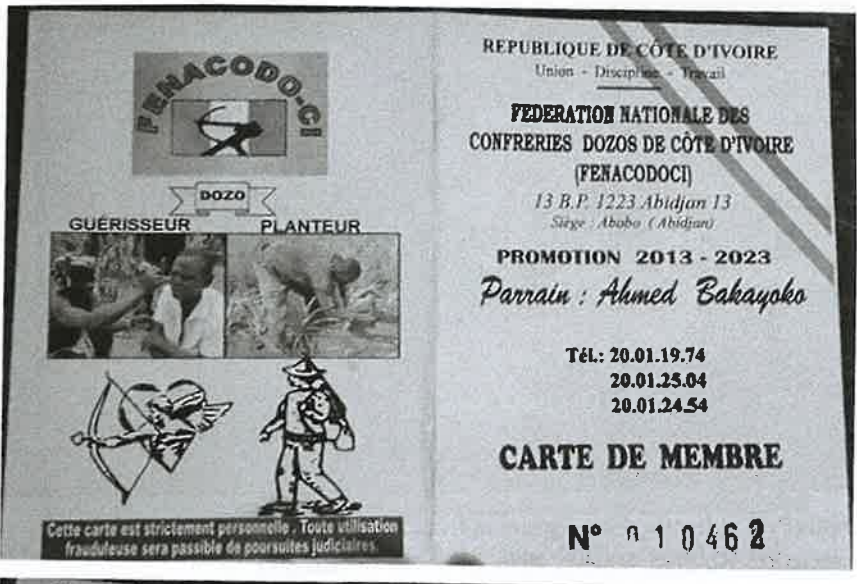 FENACODO-CI
DOZO
GUÉRISSEUR PLANTEUR
Cette carte est strictement personnelle . Toute utilisation
frauduleuse sera passible de poursuites judiciaires.
REPUBLIQUE DE CÔTE D'IVOIRE
Union - Discipline - Travail
FEDERATION NATIONALE DES
CONFRERIES DOZOS DE CÔTE D'IVOIRE
(FENACODOCI)
13 B.P. 1223 Abidjan 13
Siège : Abobo (Abidjan)
PROMOTION 2013 - 2023
Parrain : Ahmed Bakayoko
Tél.: 20.01.19.74
20.01.25.04
20.01.24.54
CARTE DE MEMBRE
N° 010462